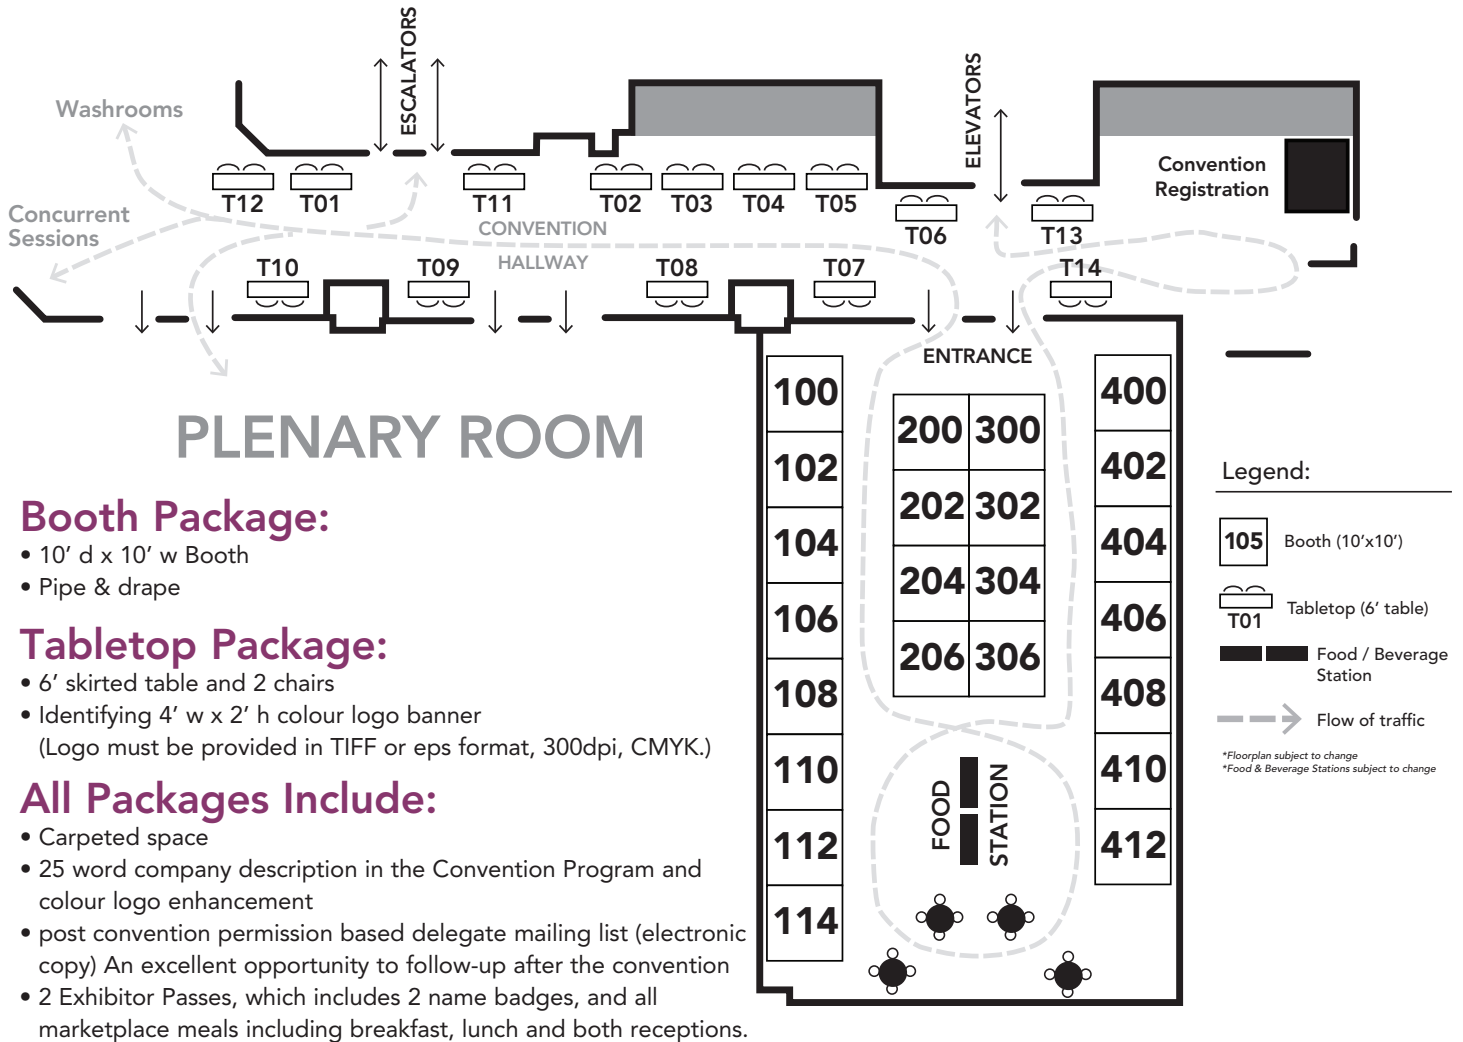 ESCALATORS
ELEVATORS
Washrooms
Convention
Registration
T12
T01
T11
T02
T03
T04
T05
T06
T13
Concurrent
Sessions
CONVENTION
HALLWAY
T10
T09
T08
T07
T14
ENTRANCE
PLENARY ROOM
100
102
104
106
108
110
112
114
200 300
202 302
204 304
206 306
400
402
404
406
408
410
412
FOOD
STATION
Booth Package:
• 10’ d x 10’ w Booth
• Pipe & drape
Tabletop Package:
• 6’ skirted table and 2 chairs
• Identifying 4’ w x 2’ h colour logo banner
(Logo must be provided in TIFF or eps format, 300dpi, CMYK.)
All Packages Include:
• Carpeted space
• 25 word company description in the Convention Program and
colour logo enhancement
• post convention permission based delegate mailing list (electronic
copy) An excellent opportunity to follow-up after the convention
• 2 Exhibitor Passes, which includes 2 name badges, and all
marketplace meals including breakfast, lunch and both receptions.
Legend:
105 Booth (10’x10’)
T01 Tabletop (6’ table)
Food / Beverage
Station
Flow of traffic
*Floorplan subject to change
*Food & Beverage Stations subject to change